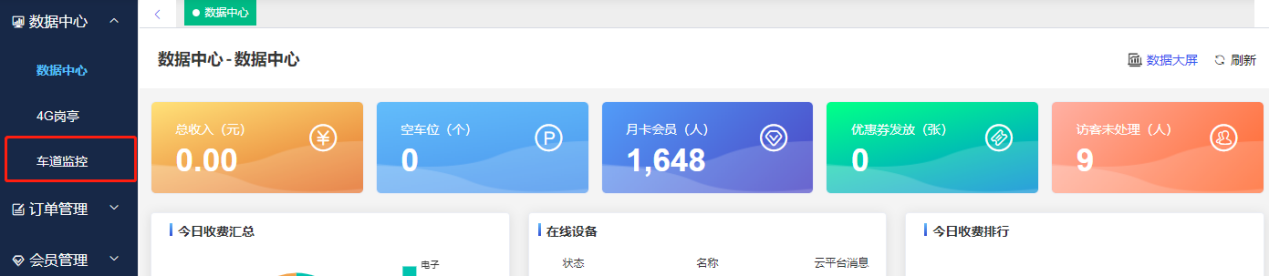 数据中心
数据中心
4G岗亭
车道监控
订单管理
会员管理
数据中心
数据中心 - 数据中心
数据大屏
刷新
总收入（元）
0.00
空车位（个）
0
月卡会员（人）
1,648
优惠券发放（张）
0
访客未处理（人）
9
今日收费汇总
电子
在线设备
状态 名称 云平台消息
今日收费排行